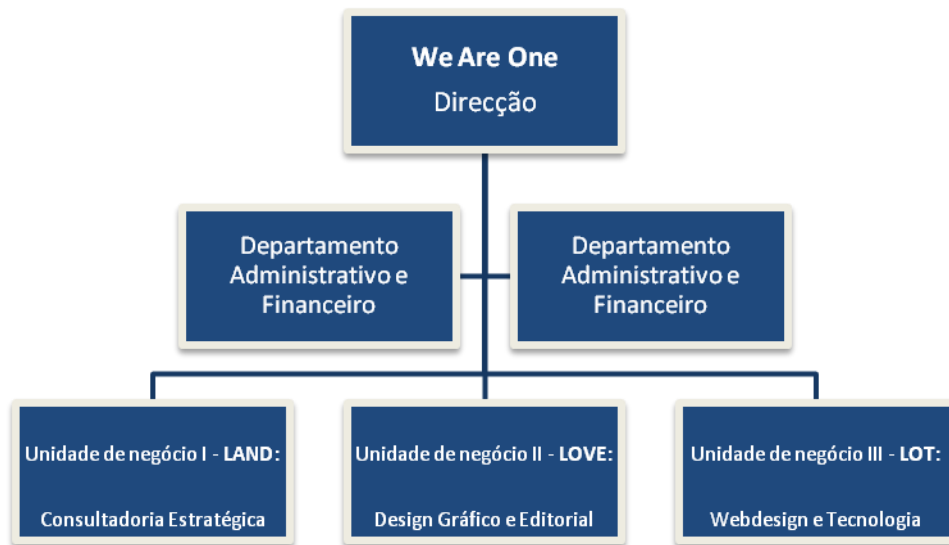 We Are One
Direcção
Departamento
Administrativo e
Financeiro
Departamento
Administrativo e
Financeiro
Unidade de negócio I - LAND:
Consultadoria Estratégica
Unidade de negócio II - LOVE:
Design Gráfico e Editorial
Unidade de negócio III - LOT:
Webdesign e Tecnologia